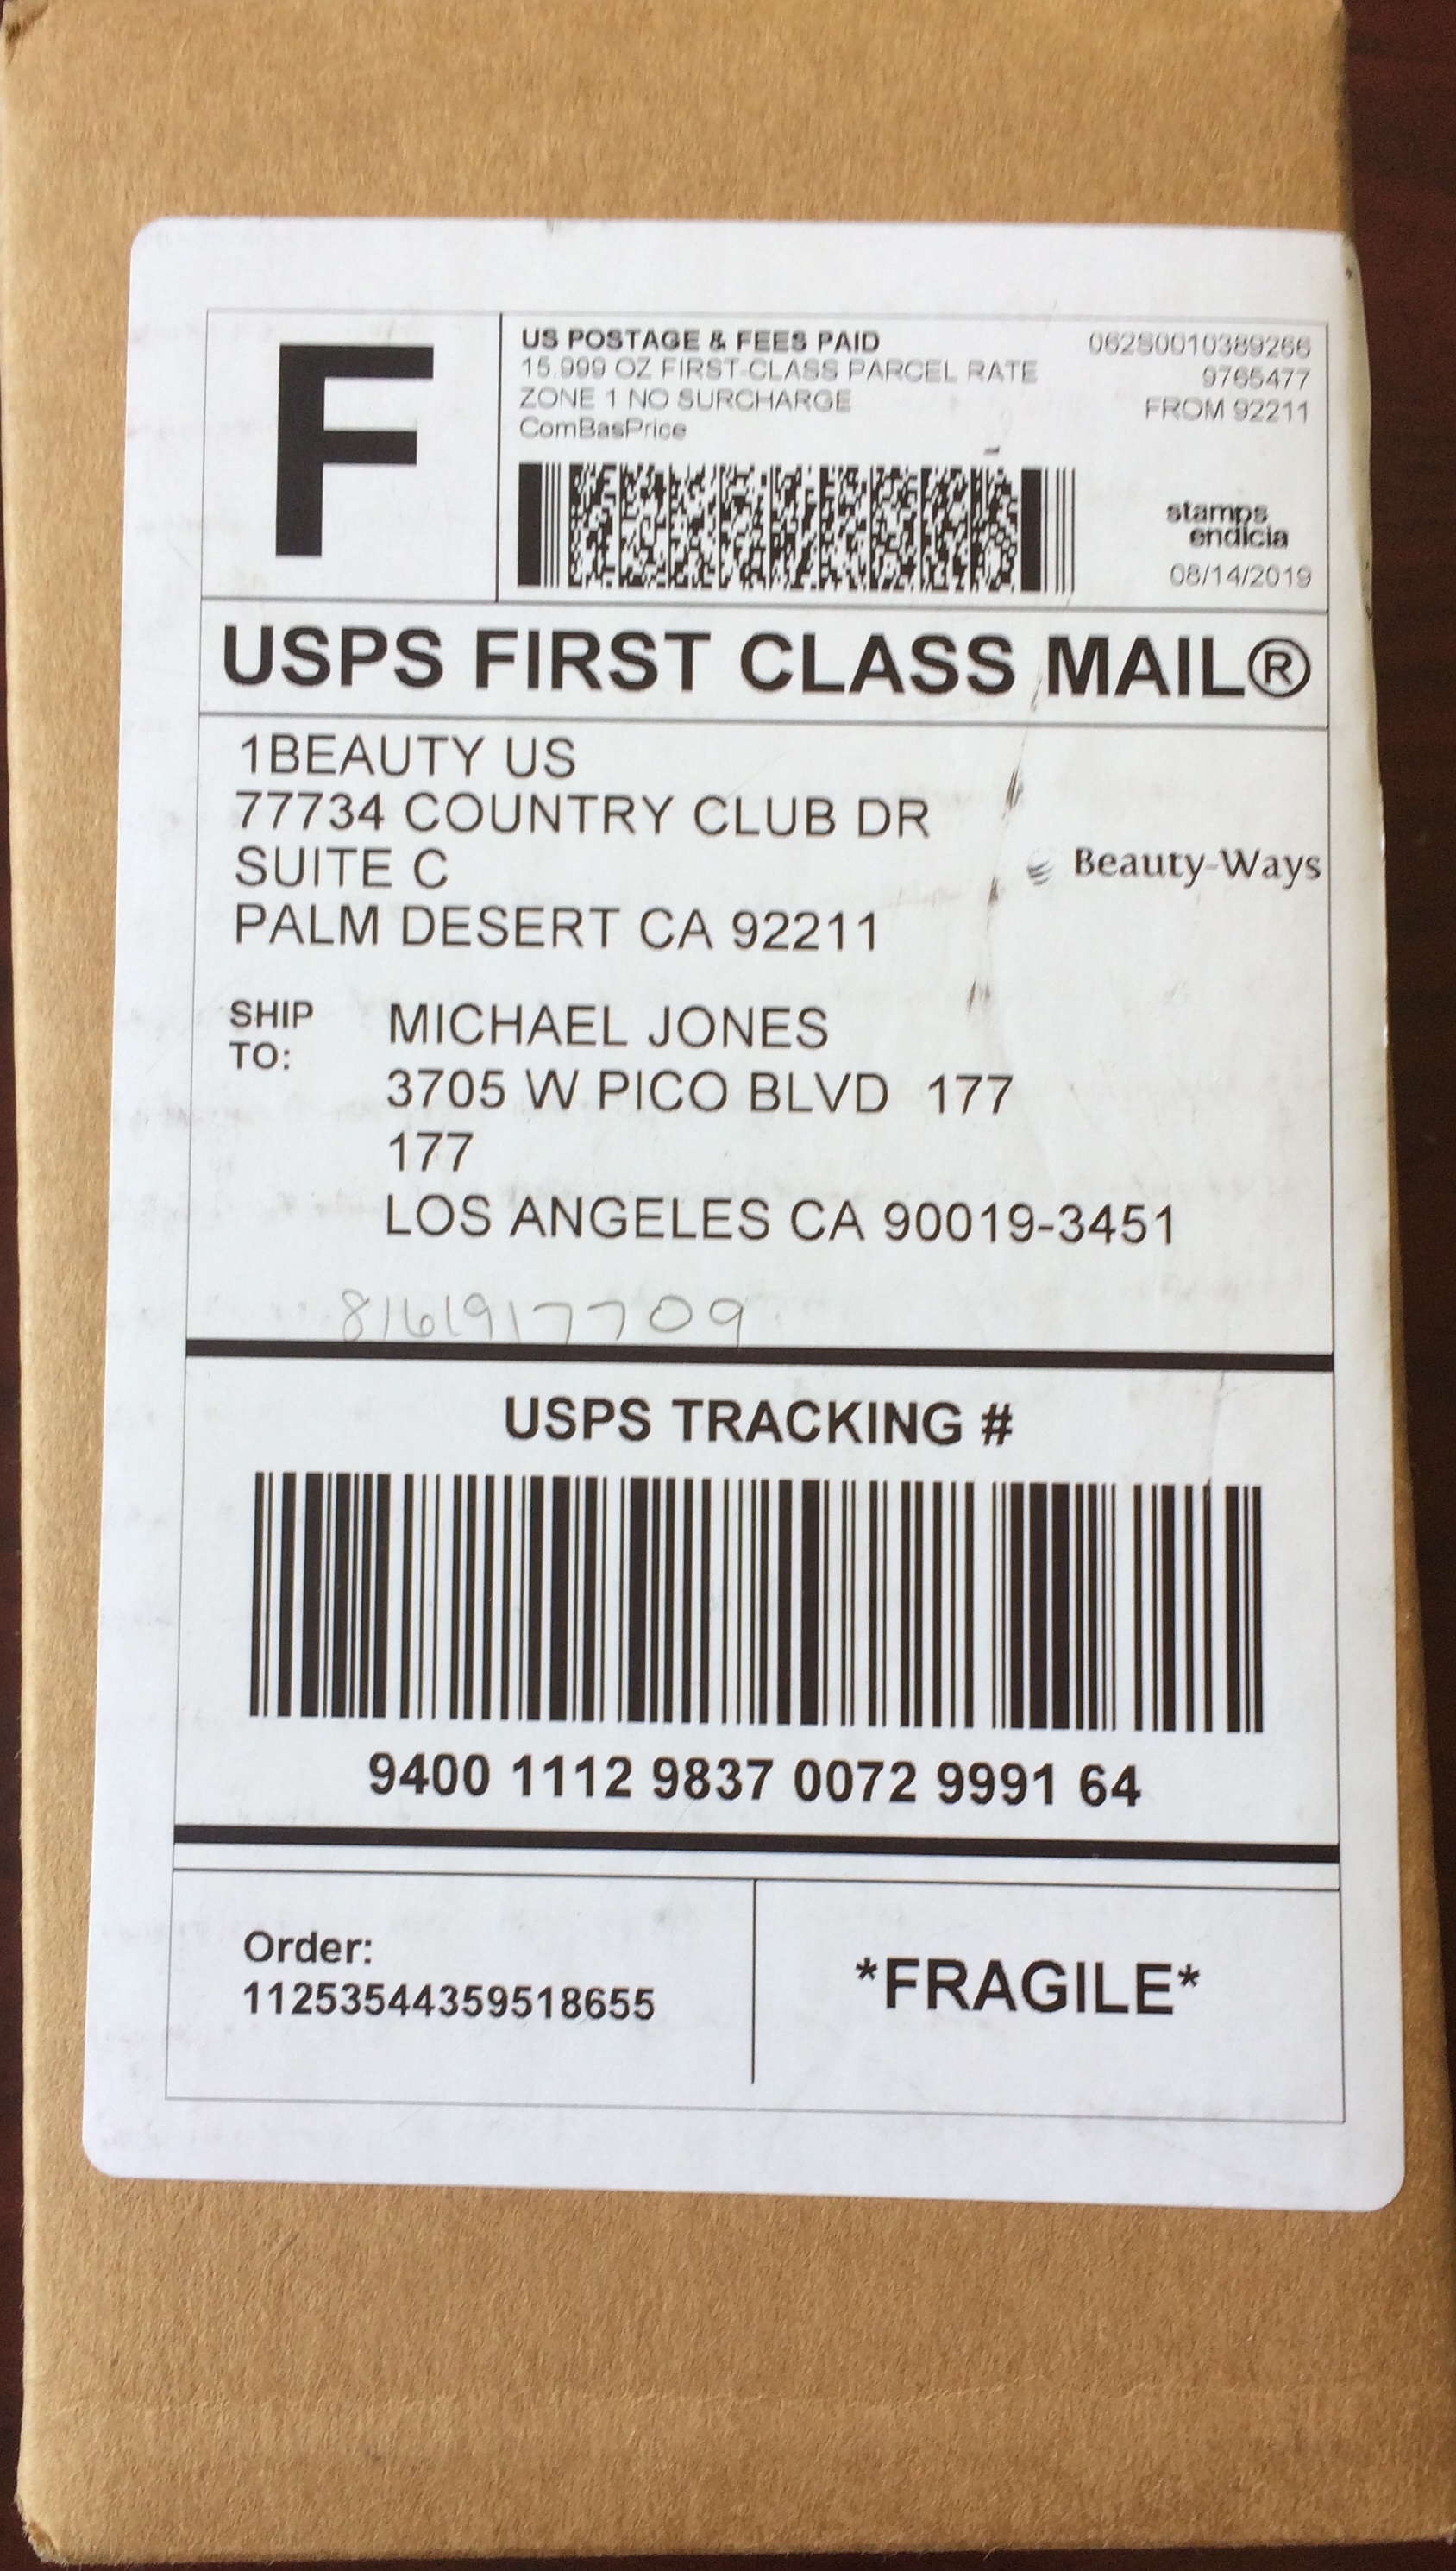 F
US POSTAGE & FEES PAID
15.999 OZ FIRST-CLASS PARCEL RATE
ZONE 1 NO SURCHARGE
ComBasPrice
062S0010389266
9765477
FROM 92211
stamps
endicia
08/14/2019
USPS FIRST CLASS MAIL®
1BEAUTY US
77734 COUNTRY CLUB DR
SUITE C
PALM DESERT CA 92211
Beauty-Ways
SHIP
TO:
MICHAEL JONES
3705 W PICO BLVD 177
177
LOS ANGELES CA 90019-3451
8161917709
USPS TRACKING #
9400 1112 9837 0072 9991 64
Order:
11253544359518655
*FRAGILE*